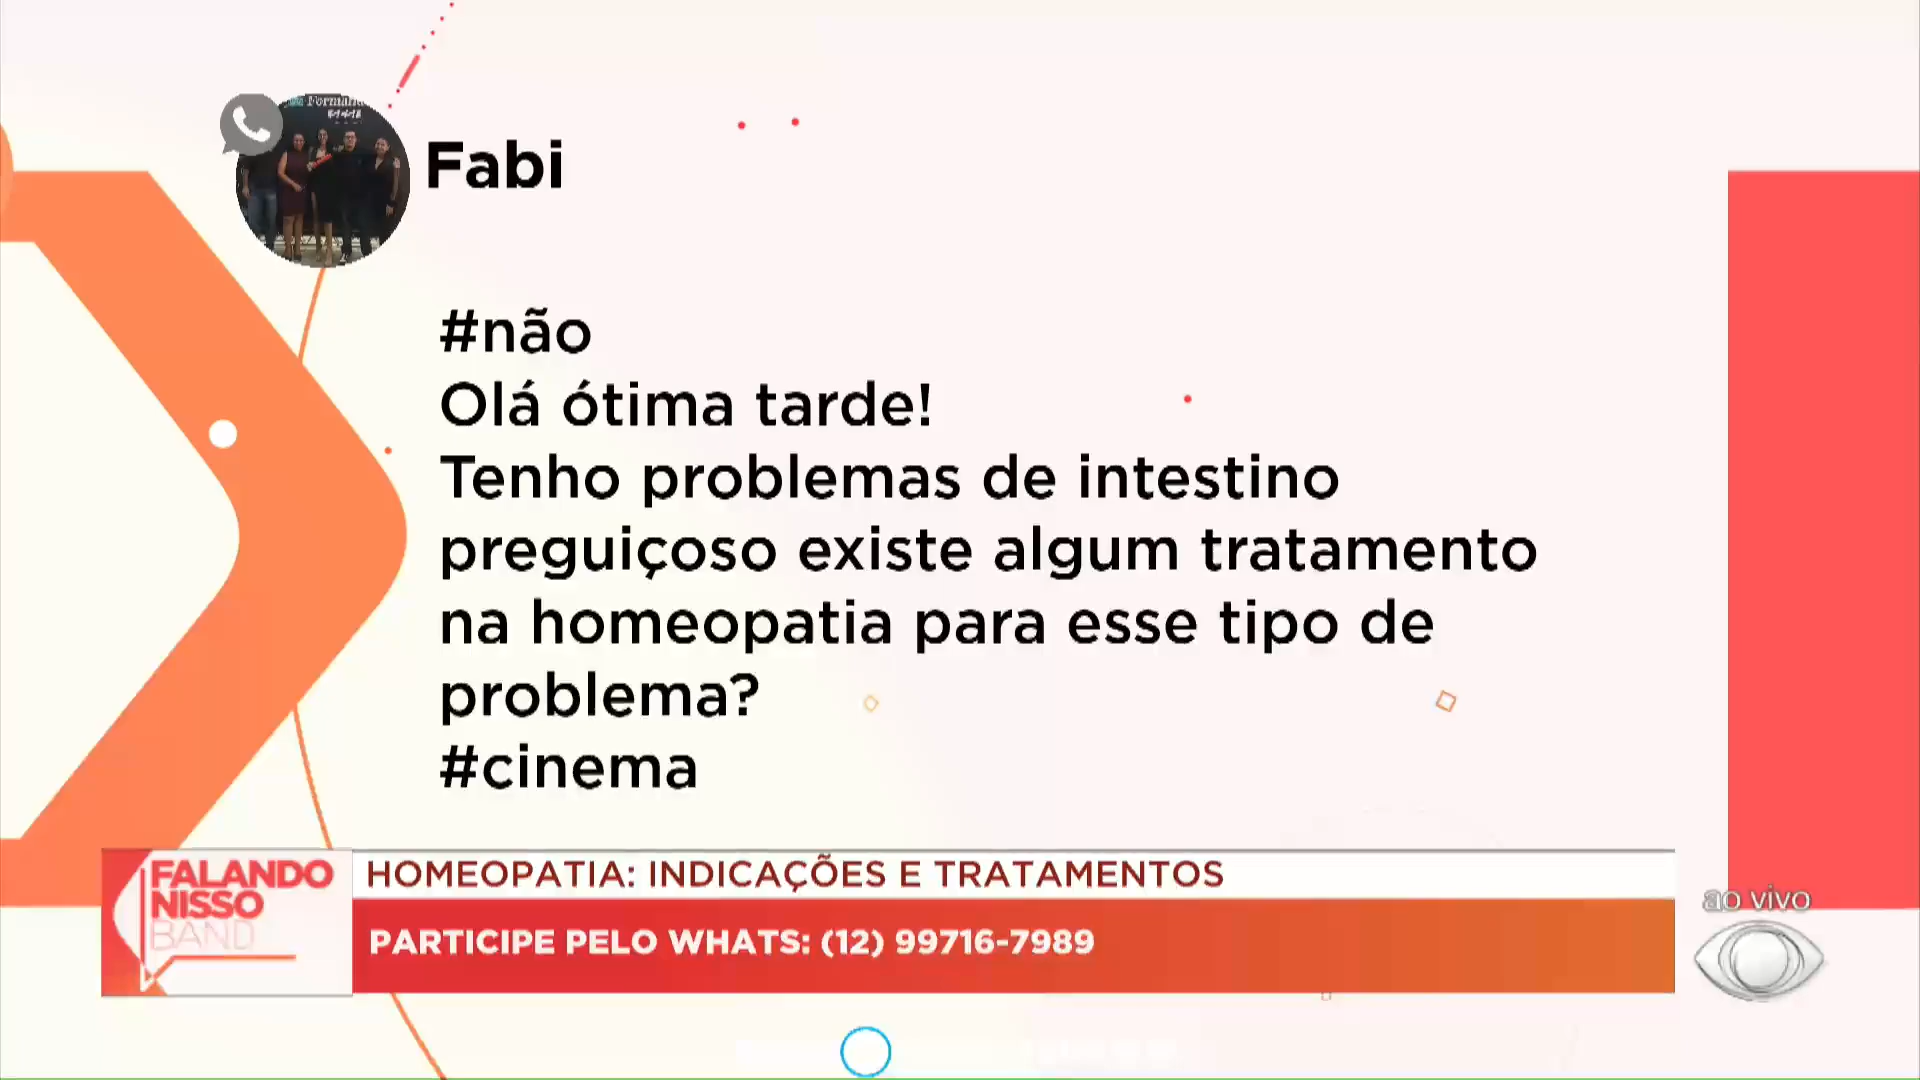 Fabi
#não
Olá ótima tarde!
Tenho problemas de intestino
preguiçoso existe algum tratamento
na homeopatia para esse tipo de
problema?
#cinema
FALANDO
NISSO
BAND
HOMEOPATIA: INDICAÇÕES E TRATAMENTOS
PARTICIPE PELO WHATS: (12) 99716-7989
ao vivo